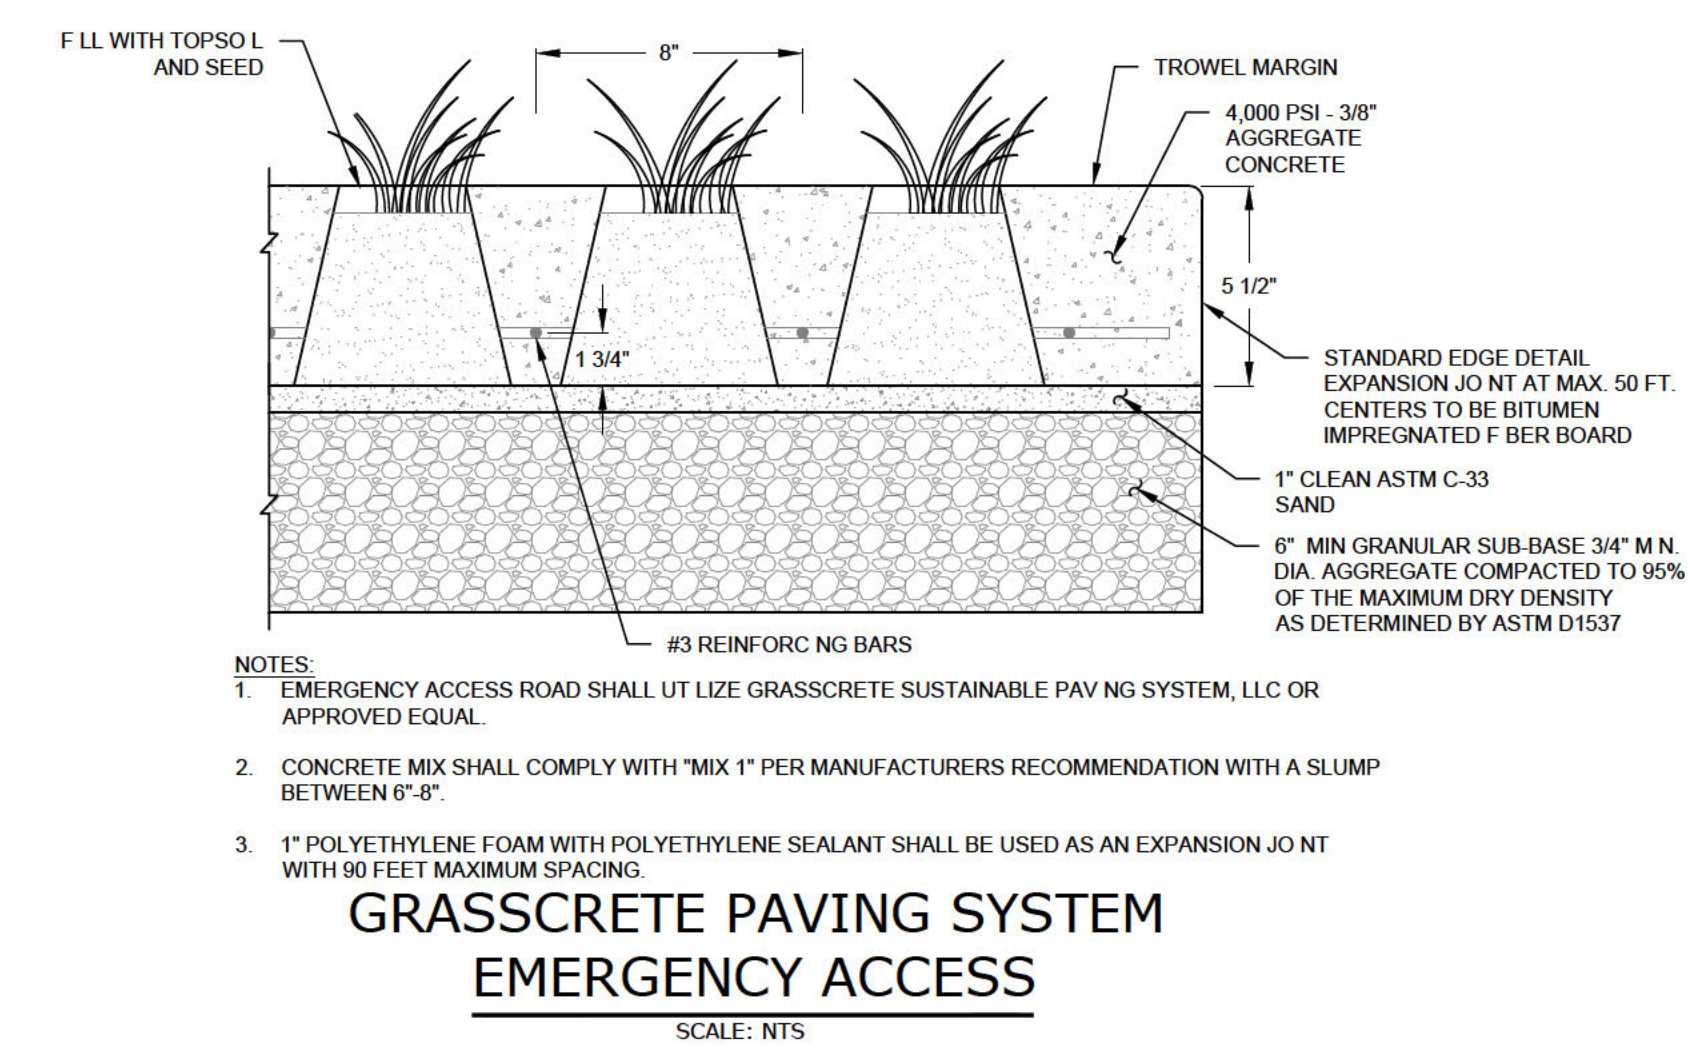 F LL WITH TOPSO L
AND SEED
8"
TROWEL MARGIN
4,000 PSI - 3/8"
AGGREGATE
CONCRETE
5 1/2"
1 3/4"
STANDARD EDGE DETAIL
EXPANSION JO NT AT MAX. 50 FT.
CENTERS TO BE BITUMEN
IMPREGNATED F BER BOARD
1" CLEAN ASTM C-33
SAND
6" MIN GRANULAR SUB-BASE 3/4" M N.
DIA. AGGREGATE COMPACTED TO 95%
OF THE MAXIMUM DRY DENSITY
AS DETERMINED BY ASTM D1537
#3 REINFORC NG BARS
NOTES:
1. EMERGENCY ACCESS ROAD SHALL UT LIZE GRASSCRETE SUSTAINABLE PAV NG SYSTEM, LLC OR
APPROVED EQUAL.
2. CONCRETE MIX SHALL COMPLY WITH "MIX 1" PER MANUFACTURERS RECOMMENDATION WITH A SLUMP
BETWEEN 6"-8".
3. 1" POLYETHYLENE FOAM WITH POLYETHYLENE SEALANT SHALL BE USED AS AN EXPANSION JO NT
WITH 90 FEET MAXIMUM SPACING.
GRASSCRETE PAVING SYSTEM
EMERGENCY ACCESS
SCALE: NTS